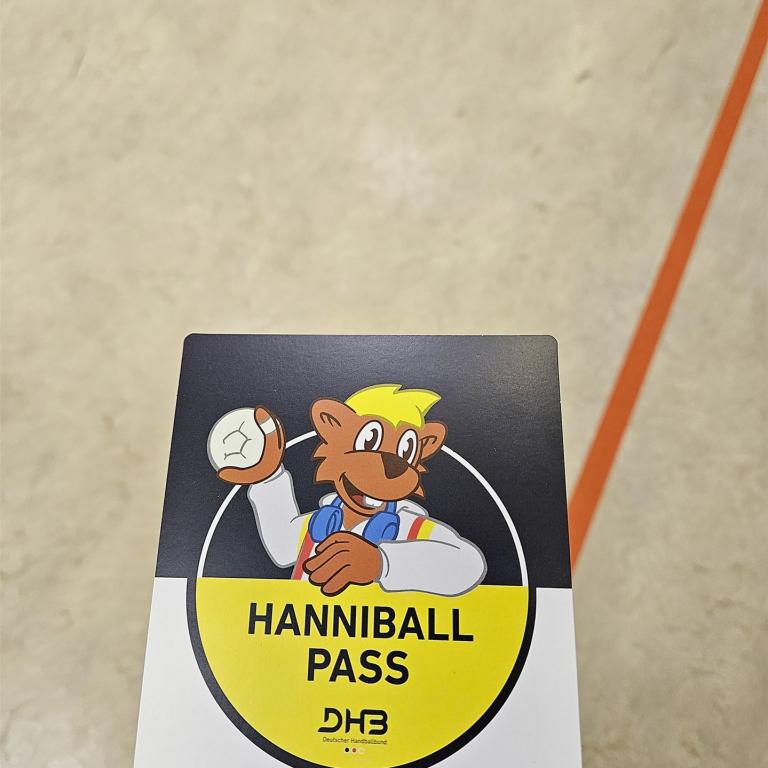 HANNIBALL
PASS
DHB
Deutscher Handballbund